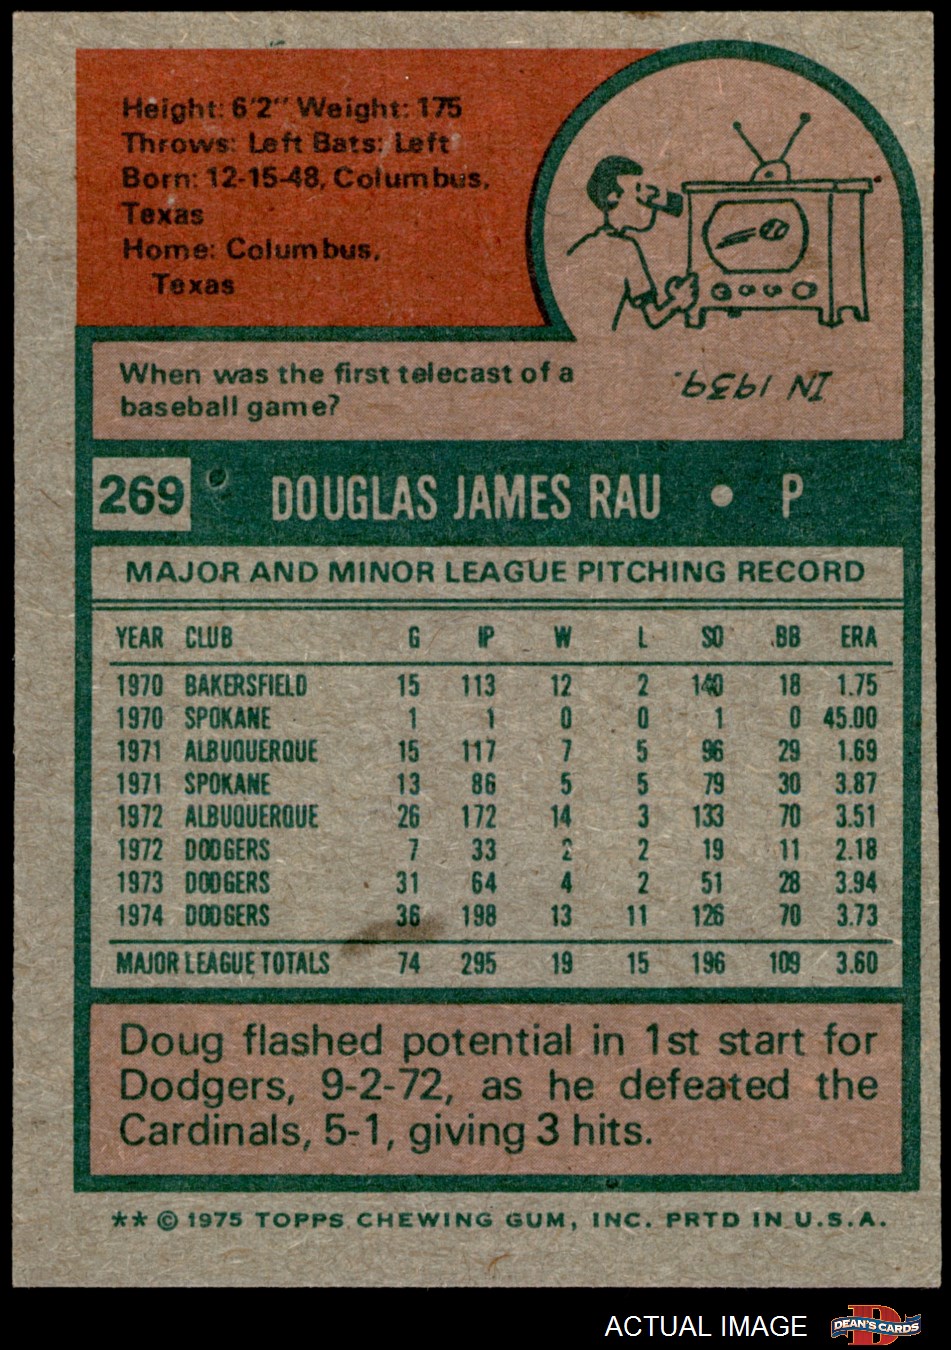 Height: 6'2" Weight: 175
Throws: Left Bats: Left
Born: 12-15-48, Columbus,
Texas
Home: Columbus,
Texas
When was the first telecast of a
baseball game?
IN 1939.
269 DOUGLAS JAMES RAU • P
MAJOR AND MINOR LEAGUE PITCHING RECORD
YEAR CLUB G IP W L SO BB ERA
1970 BAKERSFIELD 15 113 12 2 140 18 1.75
1970 SPOKANE 1 1 0 0 1 0 45.00
1971 ALBUQUERQUE 15 117 7 5 96 29 1.69
1971 SPOKANE 13 86 5 5 79 30 3.87
1972 ALBUQUERQUE 26 172 14 3 133 70 3.51
1972 DODGERS 7 33 2 2 19 11 2.18
1973 DODGERS 31 64 4 2 51 28 3.94
1974 DODGERS 36 198 13 11 126 70 3.73
MAJOR LEAGUE TOTALS 74 295 19 15 196 109 3.60
Doug flashed potential in 1st start for
Dodgers, 9-2-72, as he defeated the
Cardinals, 5-1, giving 3 hits.
** © 1975 TOPPS CHEWING GUM, INC. PRTD IN U.S.A.
ACTUAL IMAGE DEAN'S CARDS